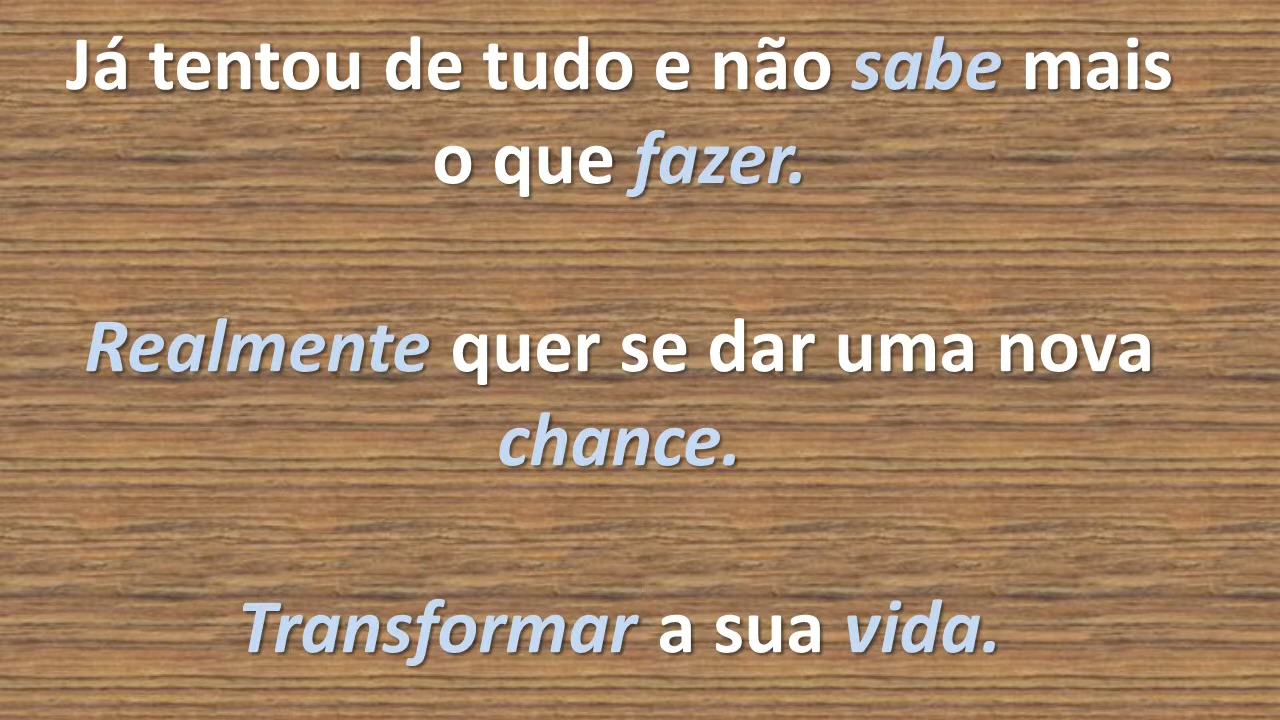 Já tentou de tudo e não sabe mais
o que fazer.
Realmente quer se dar uma nova
chance.
Transformar a sua vida.